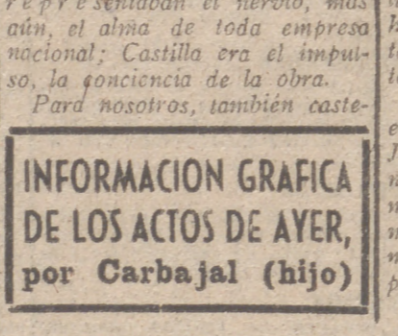 representaban el nervio, más
aún, el alma de toda empresa
nacional; Castilla era el impul-
so, la conciencia de la obra.
Para nosotros, también caste-
INFORMACION GRAFICA
DE LOS ACTOS DE AYER,
por Carbajal (hijo)